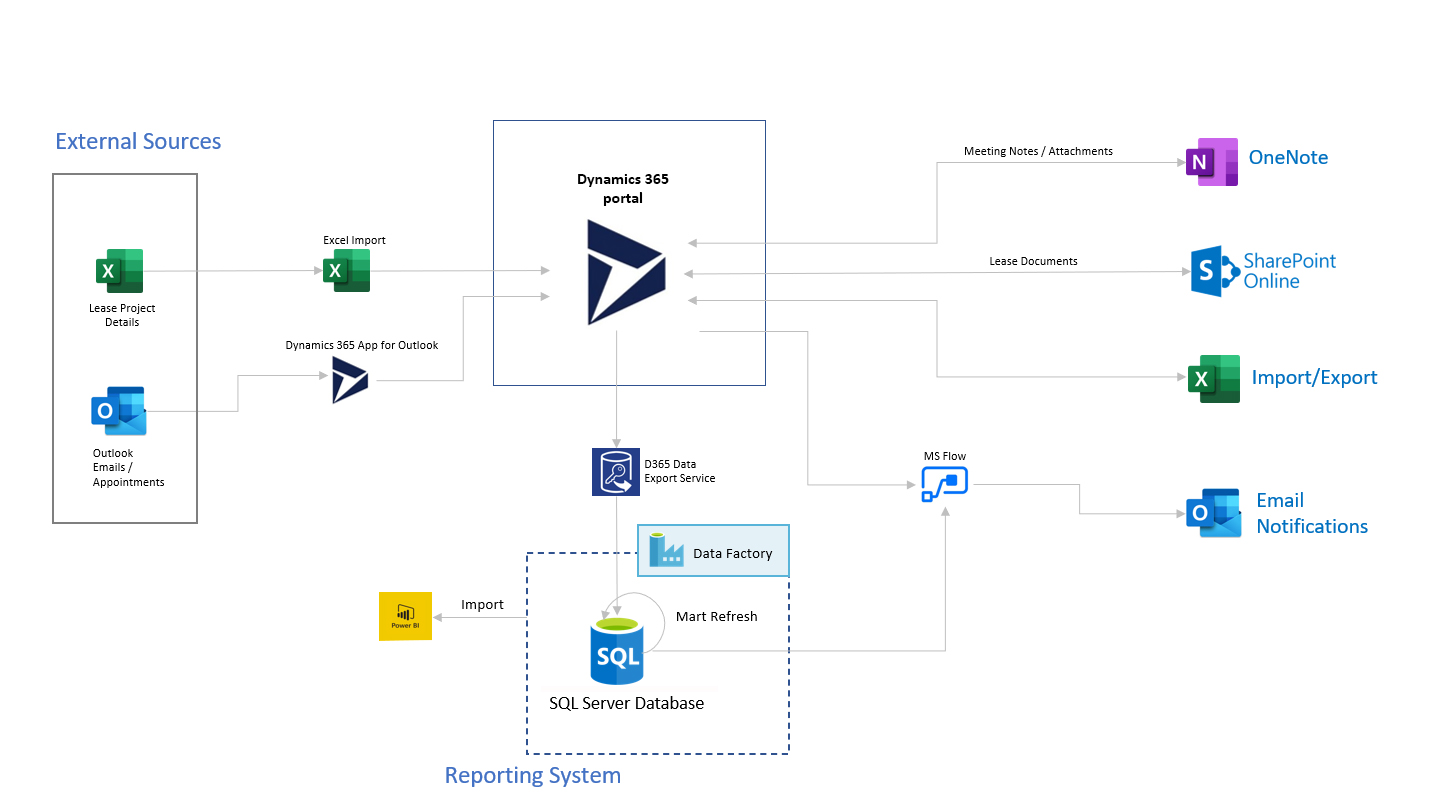 External Sources
Lease Project
Details
Outlook
Emails /
Appointments
Excel Import
Dynamics 365 App for Outlook
Dynamics 365
portal
Meeting Notes / Attachments
OneNote
Lease Documents
SharePoint
Online
Import/Export
D365 Data
Export Service
MS Flow
Email
Notifications
Data Factory
Import
Power BI
Mart Refresh
SQL
SQL Server Database
Reporting System
X
X
O
N
S
X
O